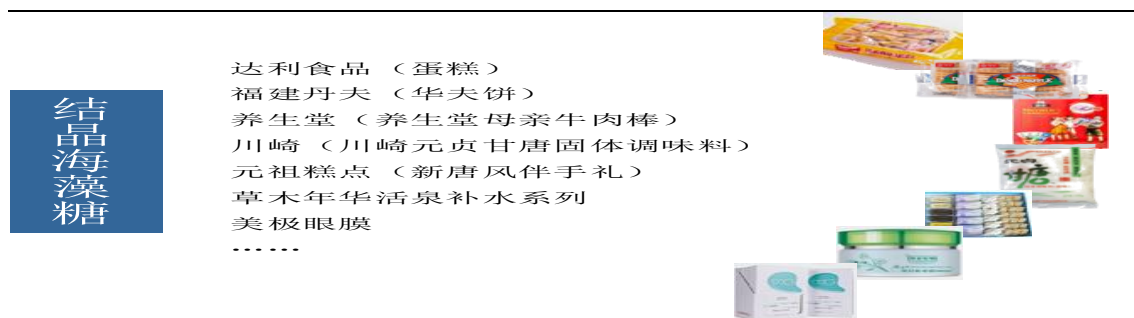 结晶海藻糖
达利食品（蛋糕）
福建丹夫（华夫饼）
养生堂（养生堂母亲牛肉棒）
川崎（川崎元贞甘唐固体调味料）
元祖糕点（新唐风伴手礼）
草木年华活泉补水系列
美极眼膜
……